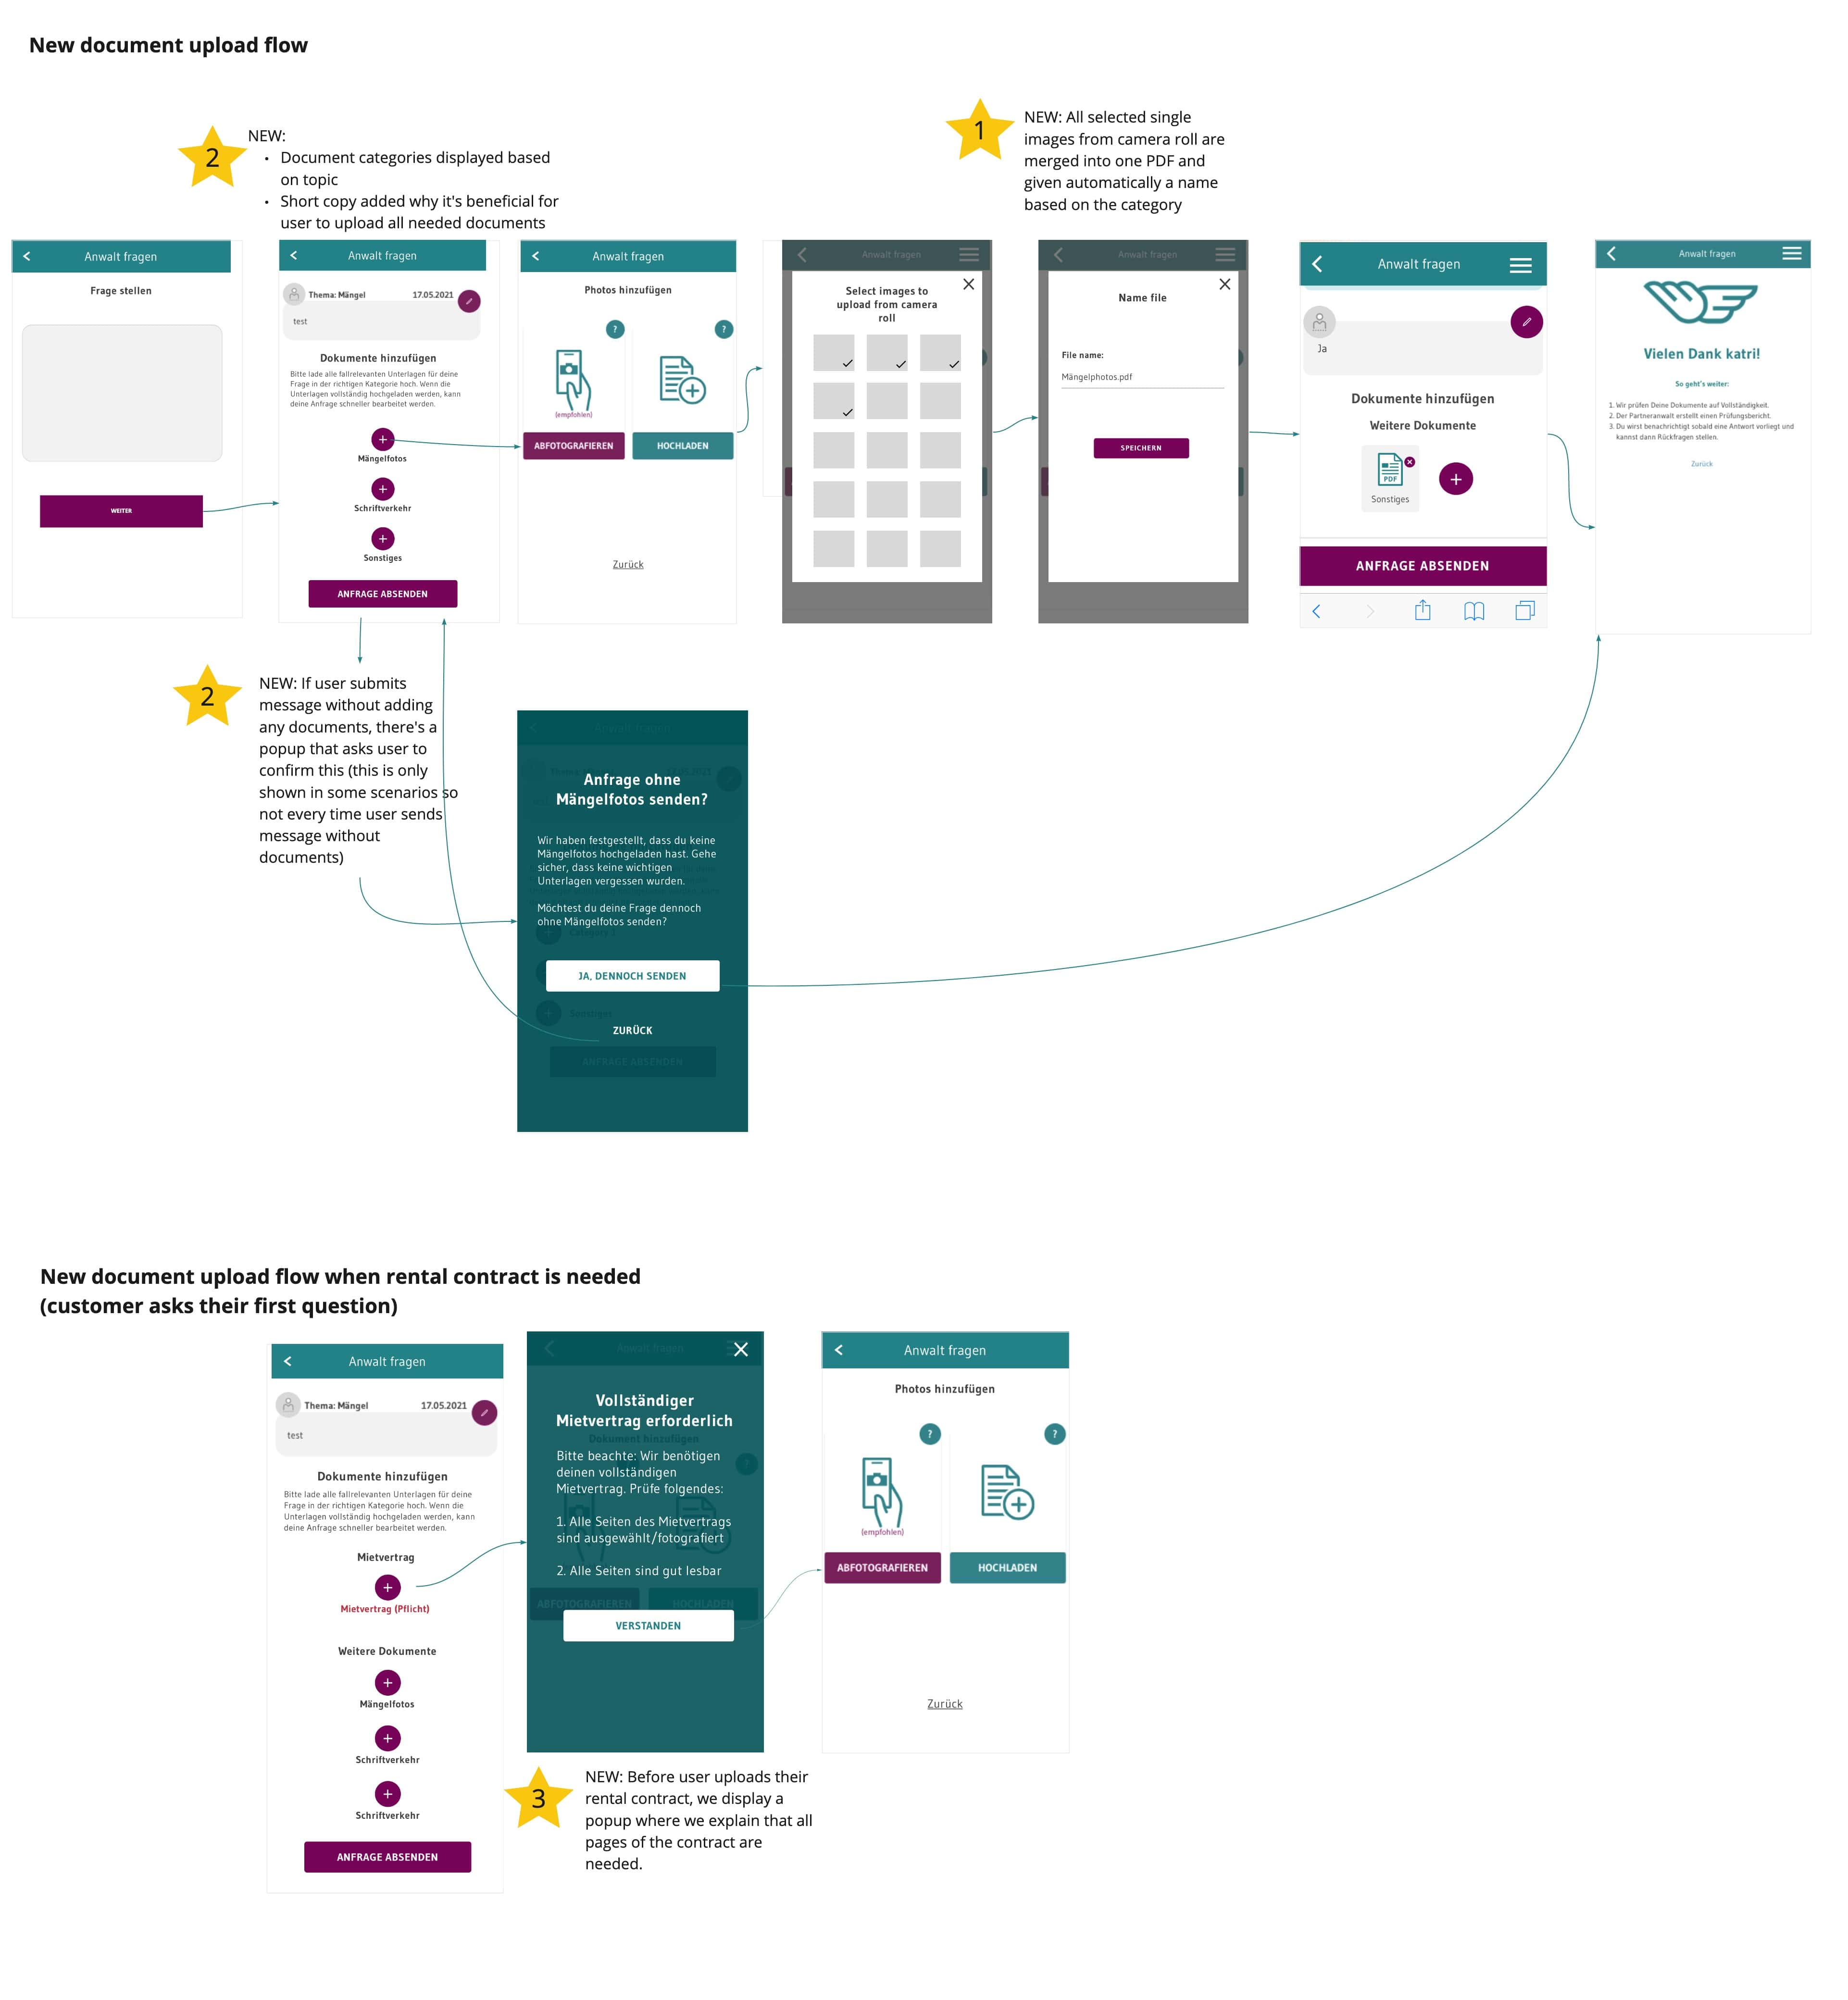 New document upload flow
2
NEW:
• Document categories displayed based
on topic
• Short copy added why it's beneficial for
user to upload all needed documents
1
NEW: All selected single
images from camera roll are
merged into one PDF and
given automatically a name
based on the category
Anwalt fragen
Frage stellen
WEITER
Anwalt fragen
Thema: Mängel 17.05.2021
test
Dokumente hinzufügen
Bitte lade alle fallrelevanten Unterlagen für deine
Frage in der richtigen Kategorie hoch. Wenn die
Unterlagen vollständig hochgeladen werden, kann
deine Anfrage schneller bearbeitet werden.
Mängelfotos
Schriftverkehr
Sonstiges
ANFRAGE ABSENDEN
Anwalt fragen
Photos hinzufügen
?
?
(empfohlen)
ABFOTOGRAFIEREN
HOCHLADEN
Zurück
Anwalt fragen
Select images to
upload from camera
roll
Anwalt fragen
Name file
File name:
Mängelphotos.pdf
SPEICHERN
Anwalt fragen
Ja
Dokumente hinzufügen
Weitere Dokumente
PDF
Sonstiges
ANFRAGE ABSENDEN
Anwalt fragen
Vielen Dank katri!
So geht's weiter:
1. Wir prüfen Deine Dokumente auf Vollständigkeit.
2. Der Partneranwalt erstellt einen Prüfungsbericht.
3. Du wirst benachrichtigt sobald eine Antwort vorliegt und
kannst dann Rückfragen stellen.
Zurück
2
NEW: If user submits
message without adding
any documents, there's a
popup that asks user to
confirm this (this is only
shown in some scenarios so
not every time user sends
message without
documents)
Anfrage ohne
Mängelfotos senden?
Wir haben festgestellt, dass du keine
Mängelfotos hochgeladen hast. Gehe
sicher, dass keine wichtigen
Unterlagen vergessen wurden.
Möchtest du deine Frage dennoch
ohne Mängelfotos senden?
JA, DENNOCH SENDEN
Sonstiges
ZURÜCK
ANFRAGE ABSENDEN
New document upload flow when rental contract is needed
(customer asks their first question)
Anwalt fragen
Thema: Mängel 17.05.2021
test
Dokumente hinzufügen
Bitte lade alle fallrelevanten Unterlagen für deine
Frage in der richtigen Kategorie hoch. Wenn die
Unterlagen vollständig hochgeladen werden, kann
deine Anfrage schneller bearbeitet werden.
Mietvertrag
Mietvertrag (Pflicht)
Weitere Dokumente
Mängelfotos
Schriftverkehr
Schriftverkehr
ANFRAGE ABSENDEN
Anwalt fragen
Vollständiger
Mietvertrag erforderlich
Dokument hinzufügen
Bitte beachte: Wir benötigen
deinen vollständigen
Mietvertrag. Prüfe folgendes:
1. Alle Seiten des Mietvertrags
sind ausgewählt/fotografiert
2. Alle Seiten sind gut lesbar
ABFOTOGRAFIEREN
HOCHLADEN
VERSTANDEN
Anwalt fragen
Photos hinzufügen
?
?
(empfohlen)
ABFOTOGRAFIEREN
HOCHLADEN
Zurück
3
NEW: Before user uploads their
rental contract, we display a
popup where we explain that all
pages of the contract are
needed.